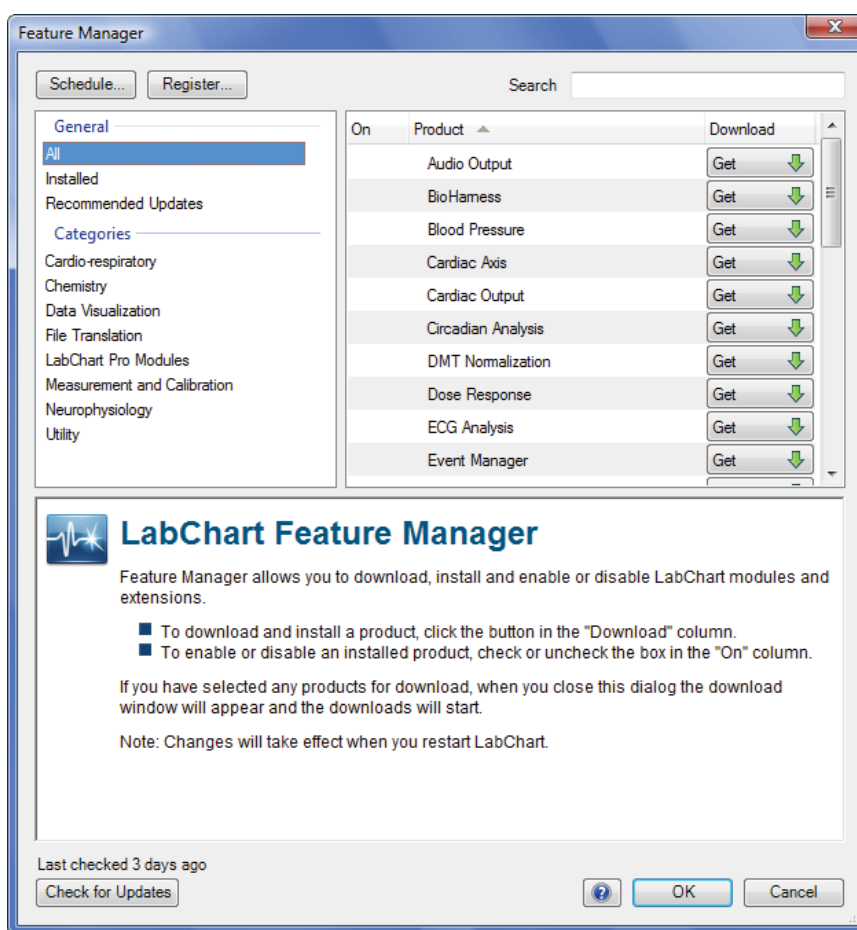 Feature Manager
Schedule...
Register...
Search
General
All
Installed
Recommended Updates
Categories
Cardio-respiratory
Chemistry
Data Visualization
File Translation
LabChart Pro Modules
Measurement and Calibration
Neurophysiology
Utility
On Product Download
Audio Output Get
BioHarness Get
Blood Pressure Get
Cardiac Axis Get
Cardiac Output Get
Circadian Analysis Get
DMT Normalization Get
Dose Response Get
ECG Analysis Get
Event Manager Get
LabChart Feature Manager
Feature Manager allows you to download, install and enable or disable LabChart modules and
extensions.
To download and install a product, click the button in the "Download" column.
To enable or disable an installed product, check or uncheck the box in the "On" column.
If you have selected any products for download, when you close this dialog the download
window will appear and the downloads will start.
Note: Changes will take effect when you restart LabChart.
Last checked 3 days ago
Check for Updates
?
OK
Cancel